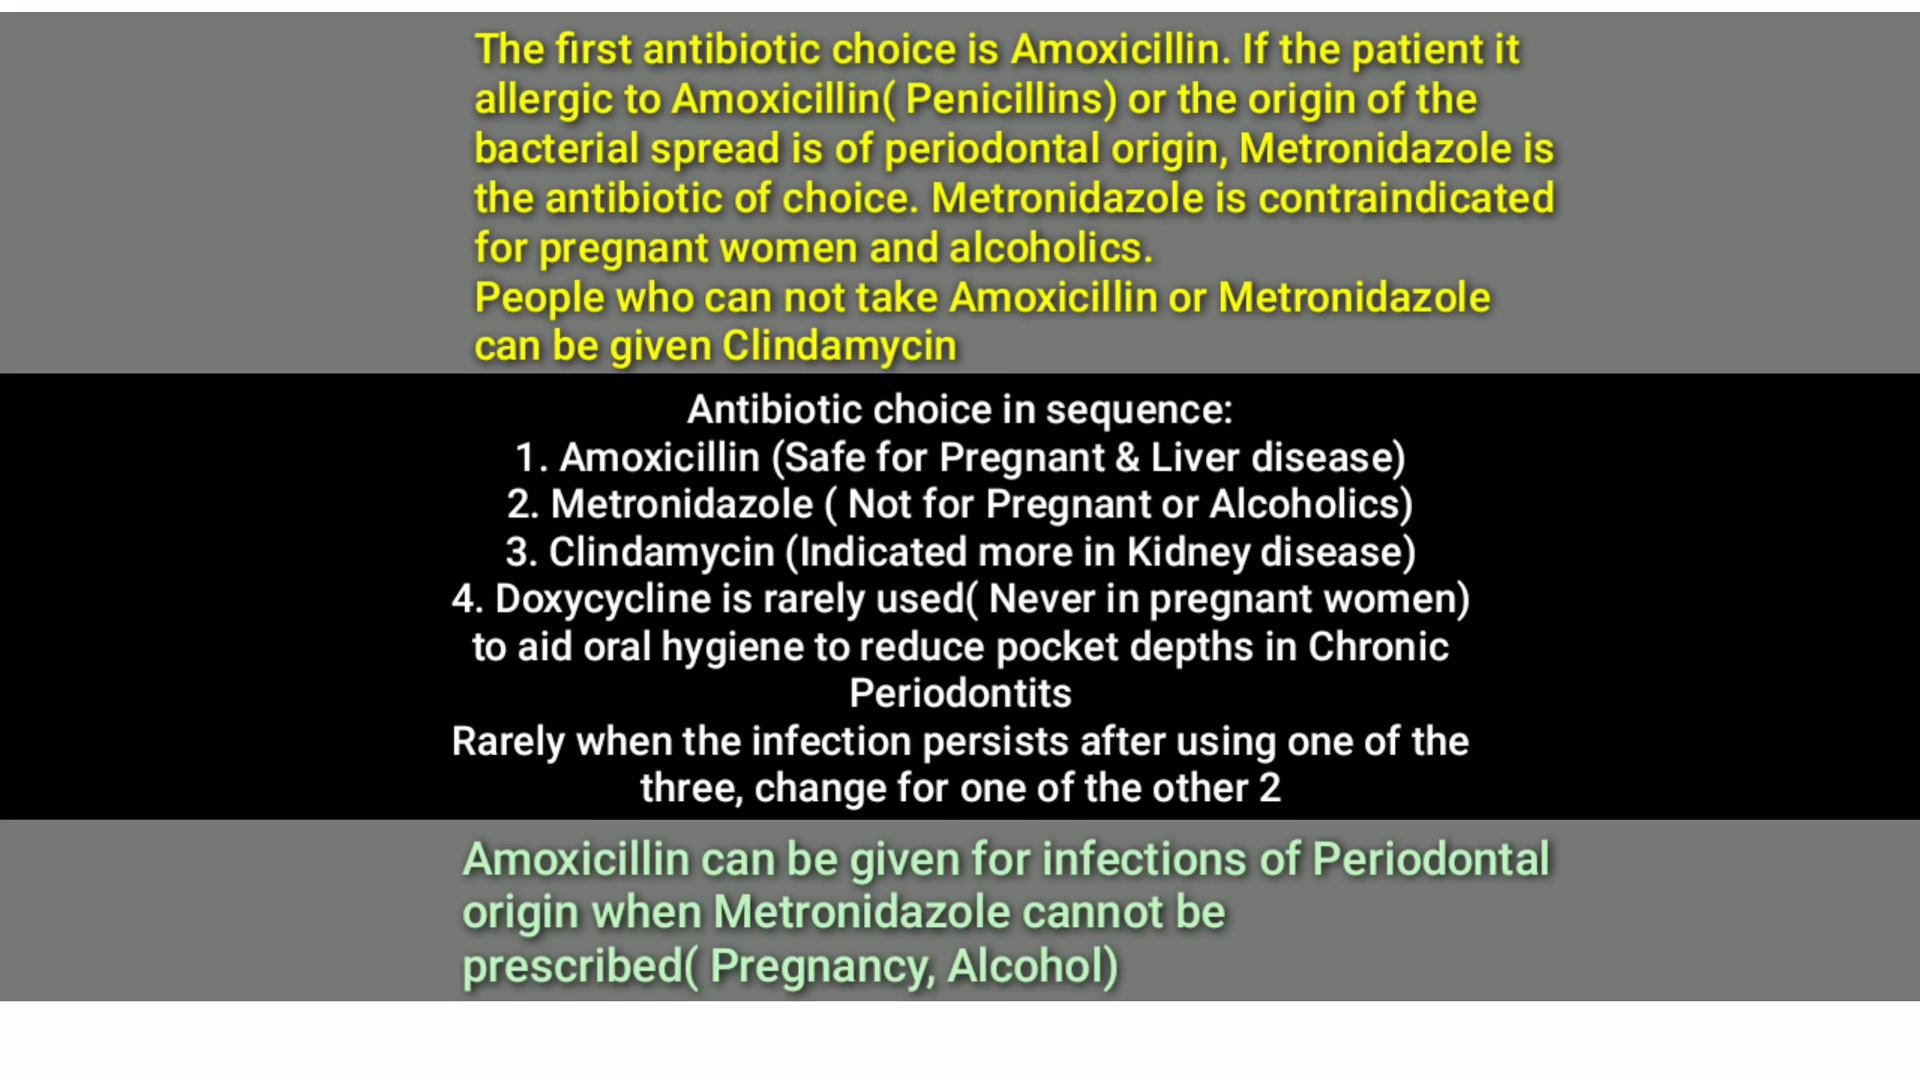 The first antibiotic choice is Amoxicillin. If the patient it
allergic to Amoxicillin( Penicillins) or the origin of the
bacterial spread is of periodontal origin, Metronidazole is
the antibiotic of choice. Metronidazole is contraindicated
for pregnant women and alcoholics.
People who can not take Amoxicillin or Metronidazole
can be given Clindamycin
Antibiotic choice in sequence:
1. Amoxicillin (Safe for Pregnant & Liver disease)
2. Metronidazole ( Not for Pregnant or Alcoholics)
3. Clindamycin (Indicated more in Kidney disease)
4. Doxycycline is rarely used( Never in pregnant women)
to aid oral hygiene to reduce pocket depths in Chronic
Periodontits
Rarely when the infection persists after using one of the
three, change for one of the other 2
Amoxicillin can be given for infections of Periodontal
origin when Metronidazole cannot be
prescribed( Pregnancy, Alcohol)